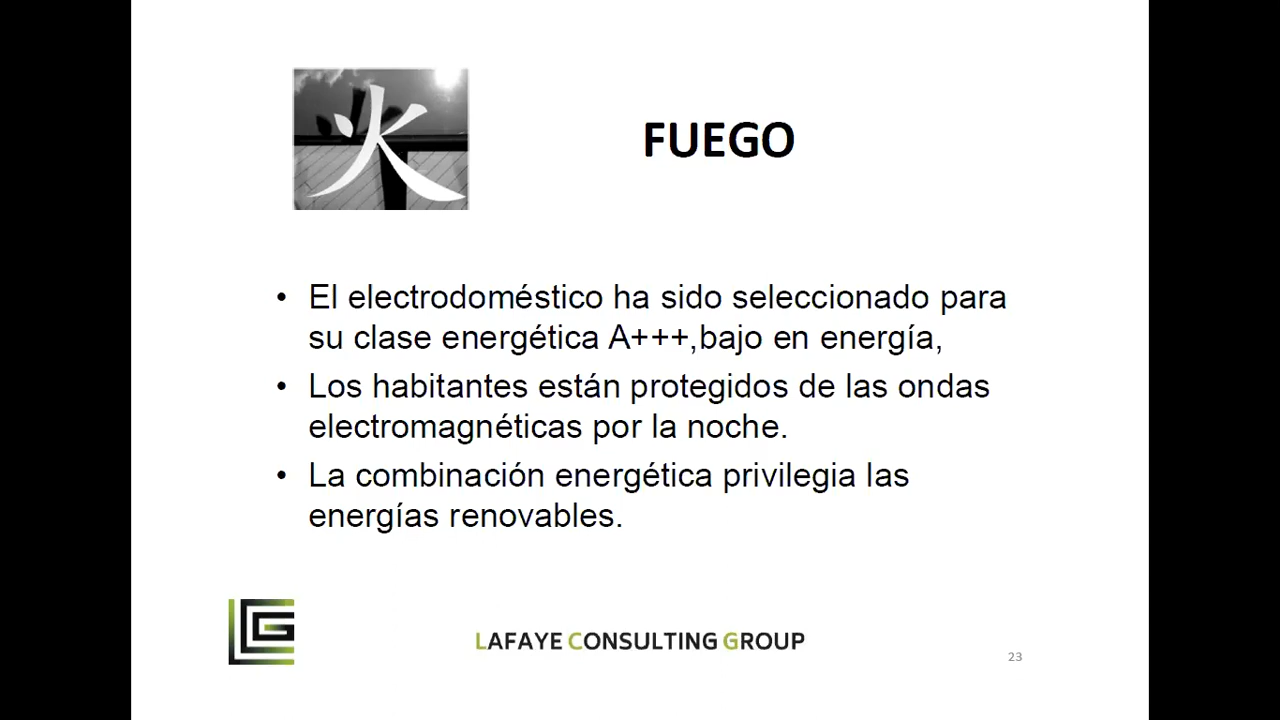 火
FUEGO
• El electrodoméstico ha sido seleccionado para
su clase energética A+++,bajo en energía,
• Los habitantes están protegidos de las ondas
electromagnéticas por la noche.
• La combinación energética privilegia las
energías renovables.
LCG
LAFAYE CONSULTING GROUP
23